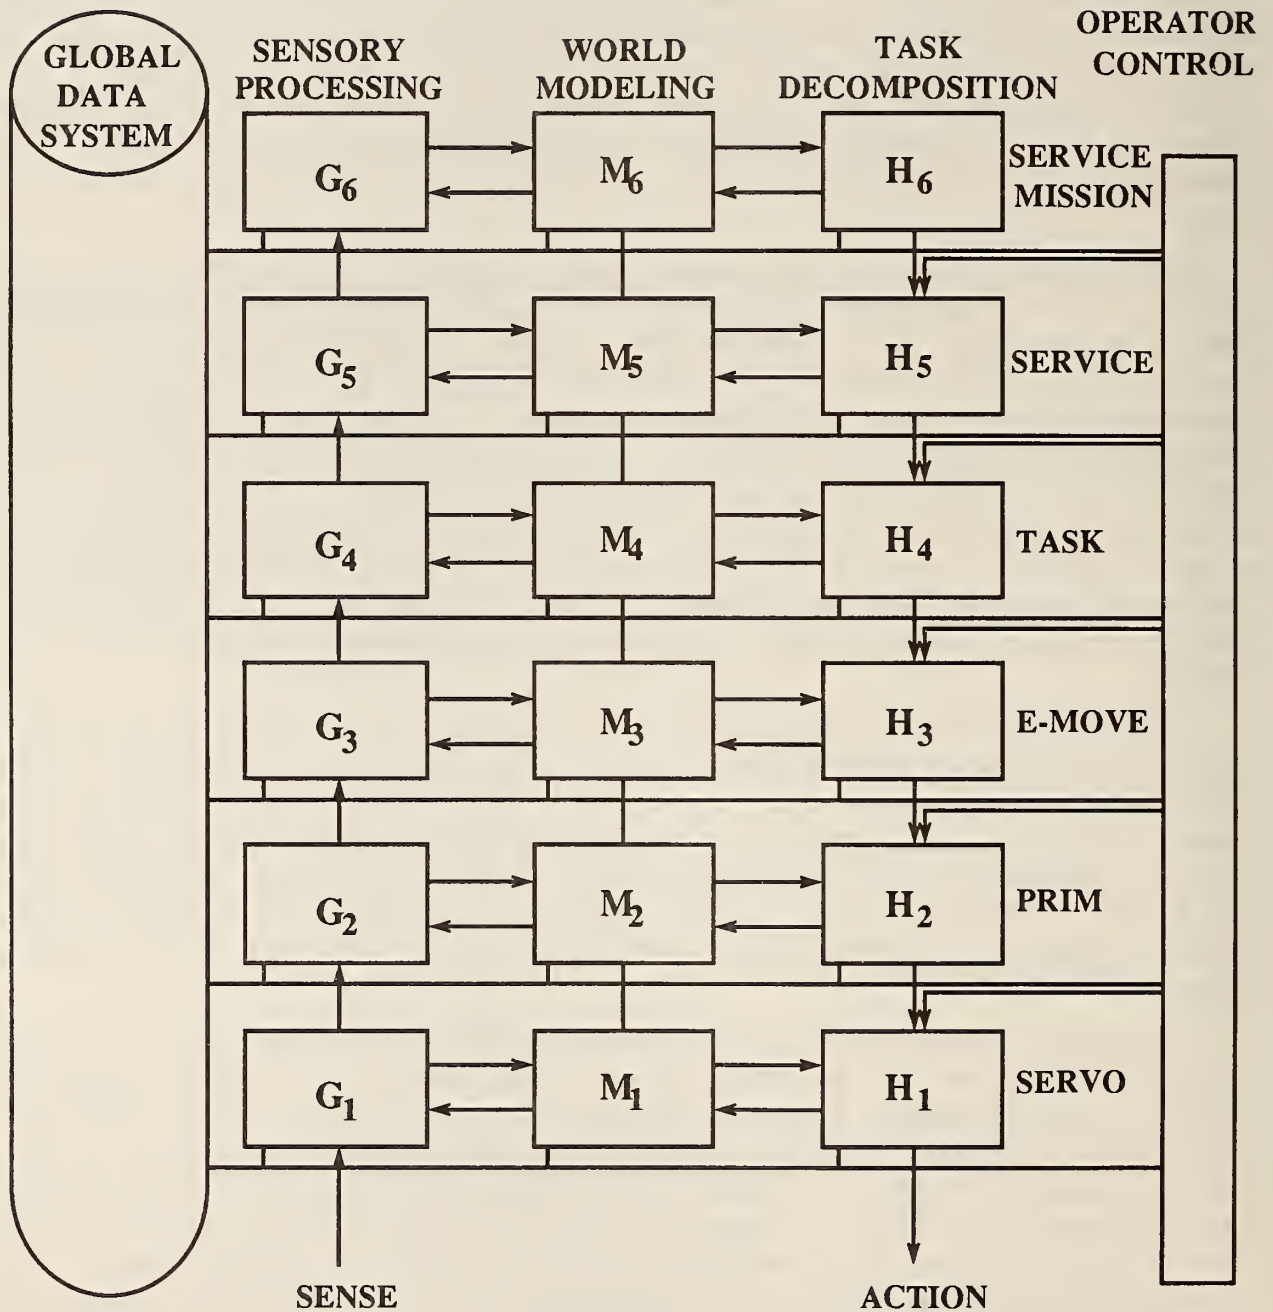 OPERATOR
CONTROL
GLOBAL
DATA
SYSTEM
SENSORY
PROCESSING
WORLD
MODELING
TASK
DECOMPOSITION
G6
M6
H6
SERVICE
MISSION
G5
M5
H5
SERVICE
G4
M4
H4
TASK
G3
M3
H3
E-MOVE
G2
M2
H2
PRIM
G1
M1
H1
SERVO
SENSE
ACTION